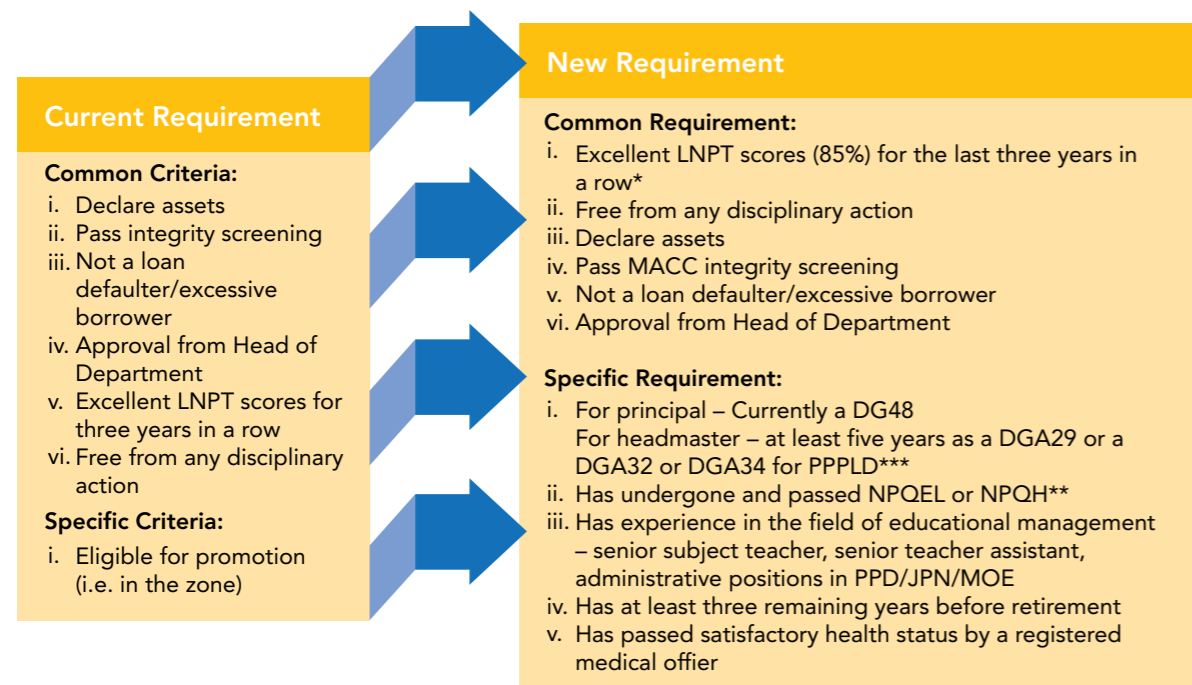 Current Requirement
Common Criteria:
i. Declare assets
ii. Pass integrity screening
iii. Not a loan
defaulter/excessive
borrower
iv. Approval from Head of
Department
v. Excellent LNPT scores for
three years in a row
vi. Free from any disciplinary
action
Specific Criteria:
i. Eligible for promotion
(i.e. in the zone)
New Requirement
Common Requirement:
i. Excellent LNPT scores (85%) for the last three years in
a row*
ii. Free from any disciplinary action
iii. Declare assets
iv. Pass MACC integrity screening
v. Not a loan defaulter/excessive borrower
vi. Approval from Head of Department
Specific Requirement:
i. For principal – Currently a DG48
For headmaster – at least five years as a DGA29 or a
DGA32 or DGA34 for PPPLD***
ii. Has undergone and passed NPQEL or NPQH**
iii. Has experience in the field of educational management
– senior subject teacher, senior teacher assistant,
administrative positions in PPD/JPN/MOE
iv. Has at least three remaining years before retirement
v. Has passed satisfactory health status by a registered
medical offier